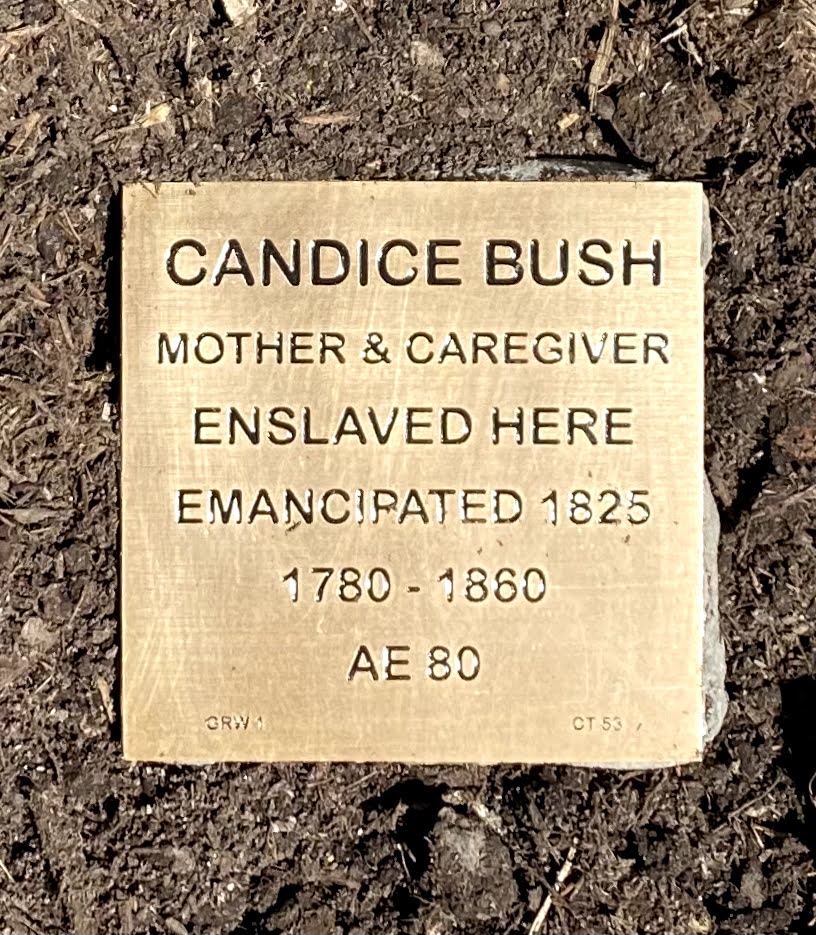 CANDICE BUSH
MOTHER & CAREGIVER
ENSLAVED HERE
EMANCIPATED 1825
1780 - 1860
AE 80
GRW 1 CT 53